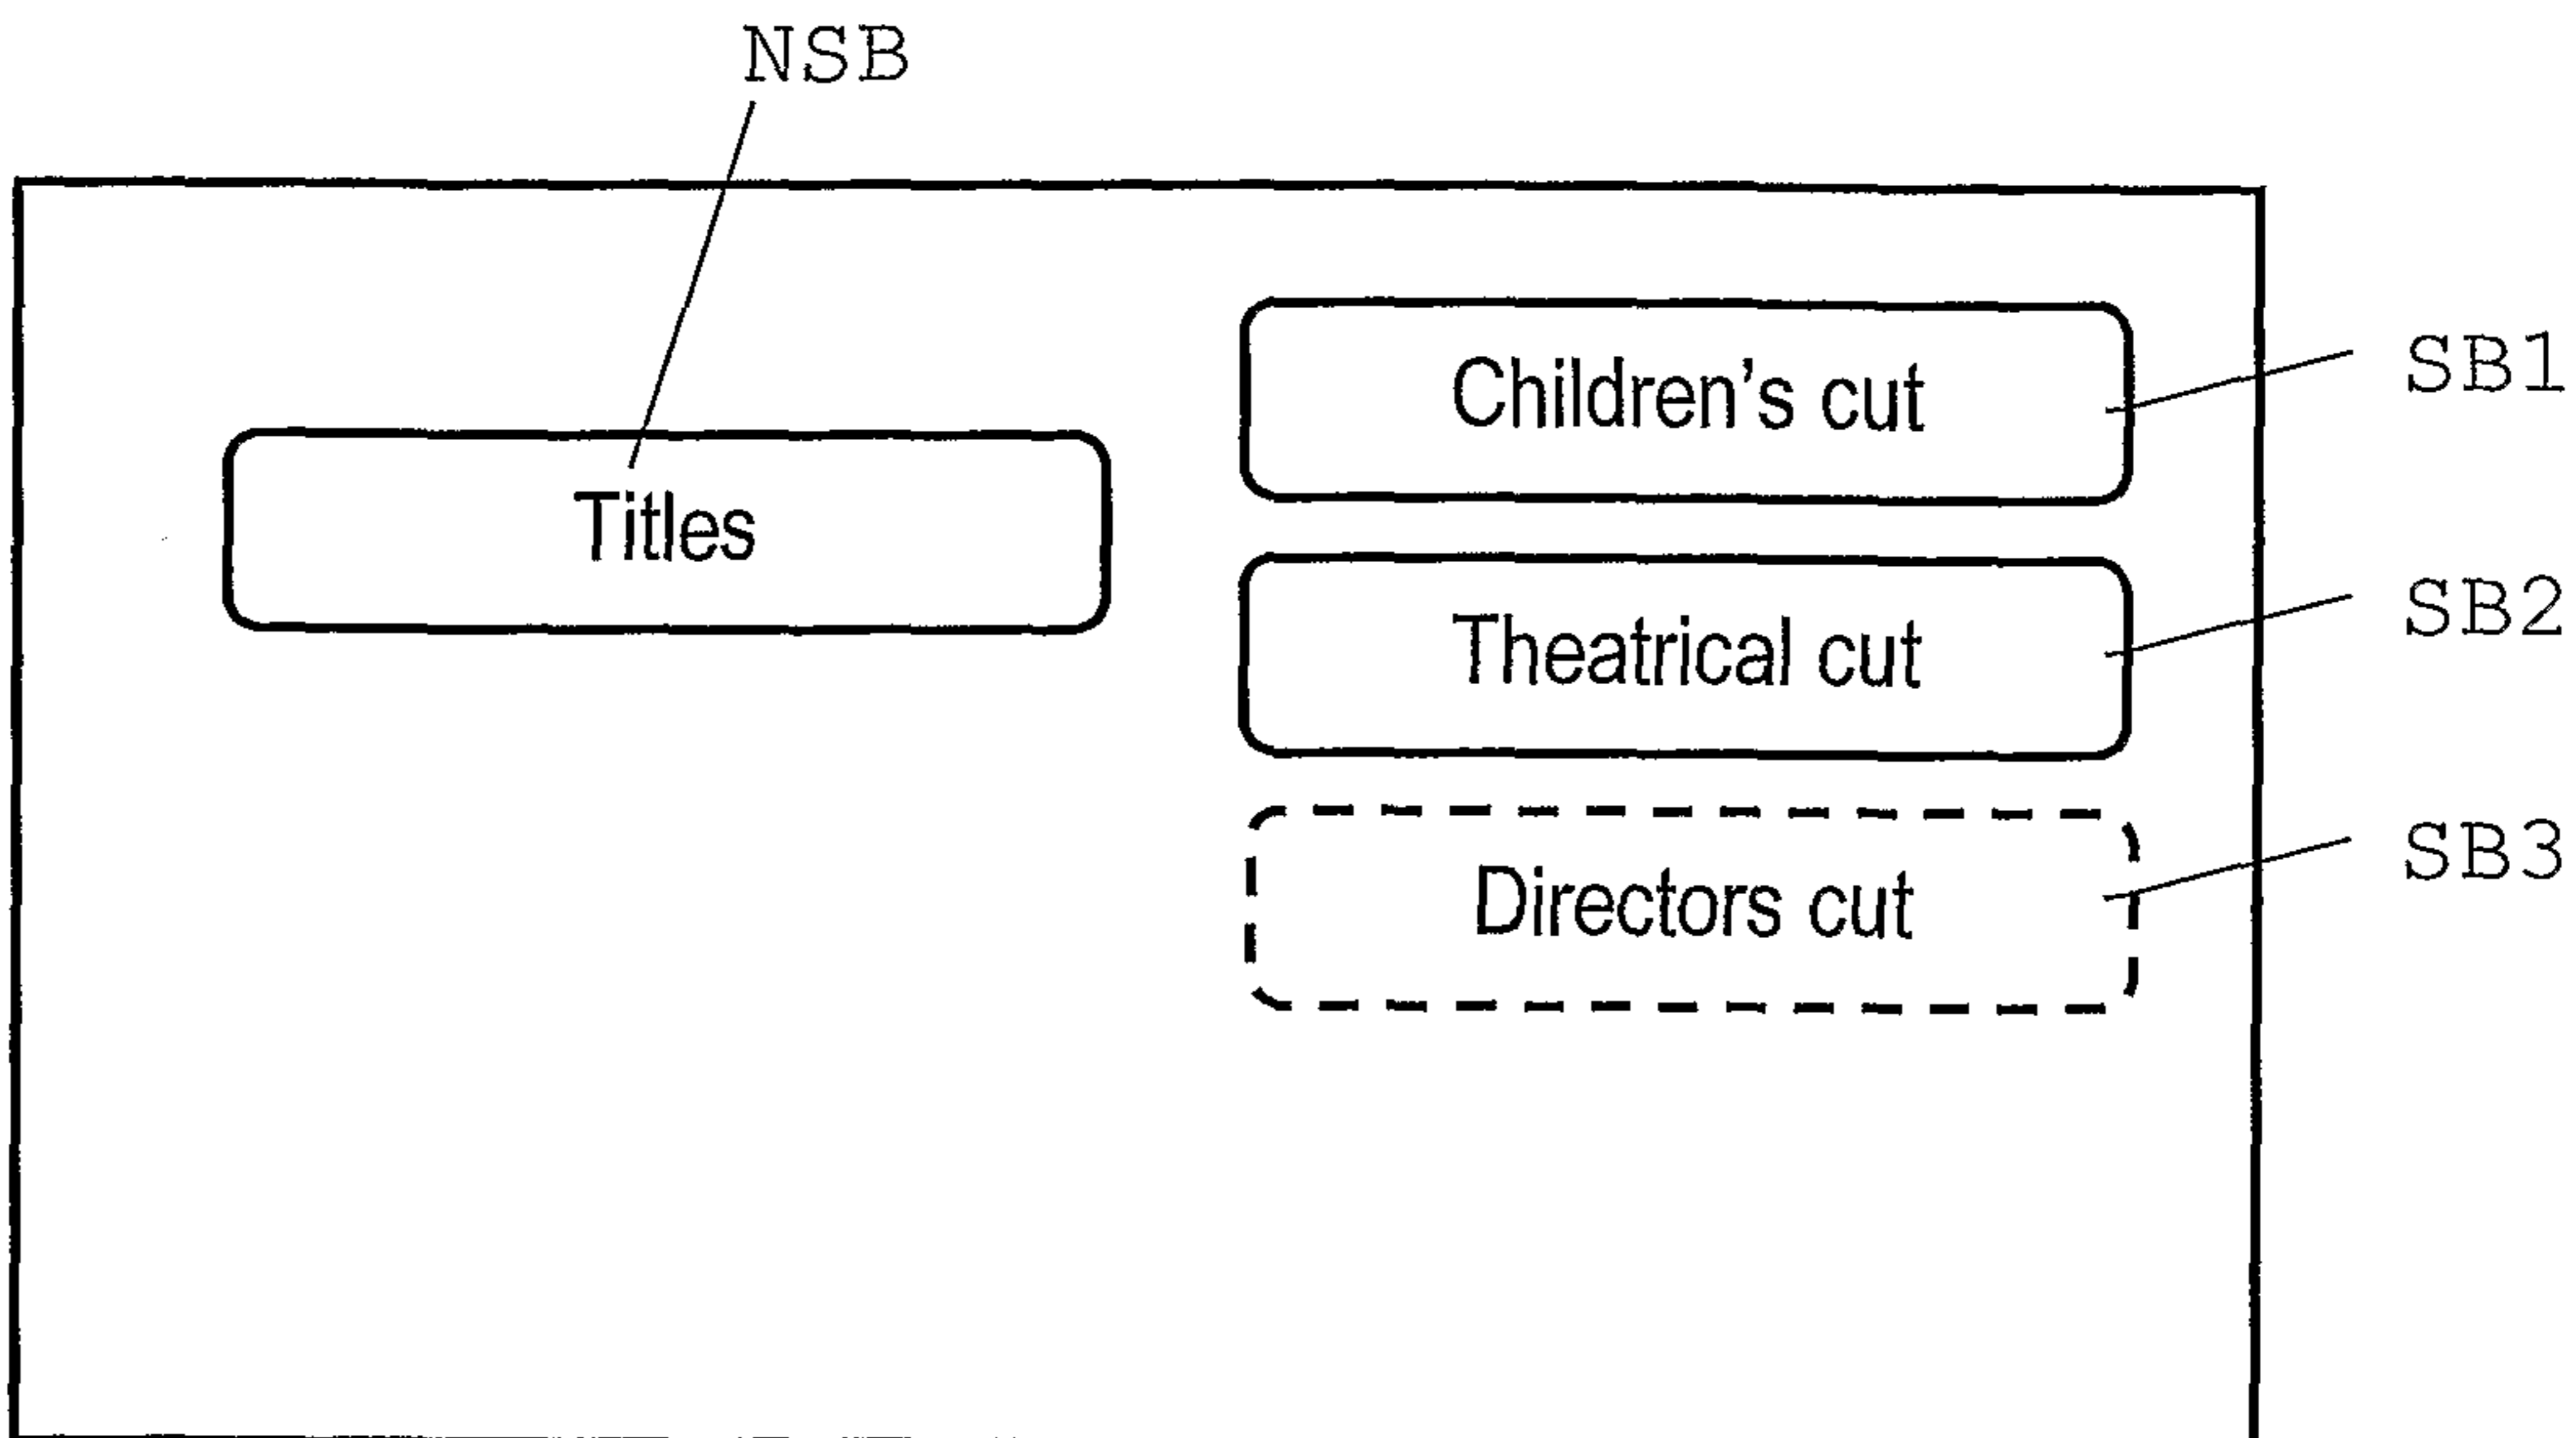 NSB
Children's cut
SB1
Titles
Theatrical cut
SB2
Directors cut
SB3